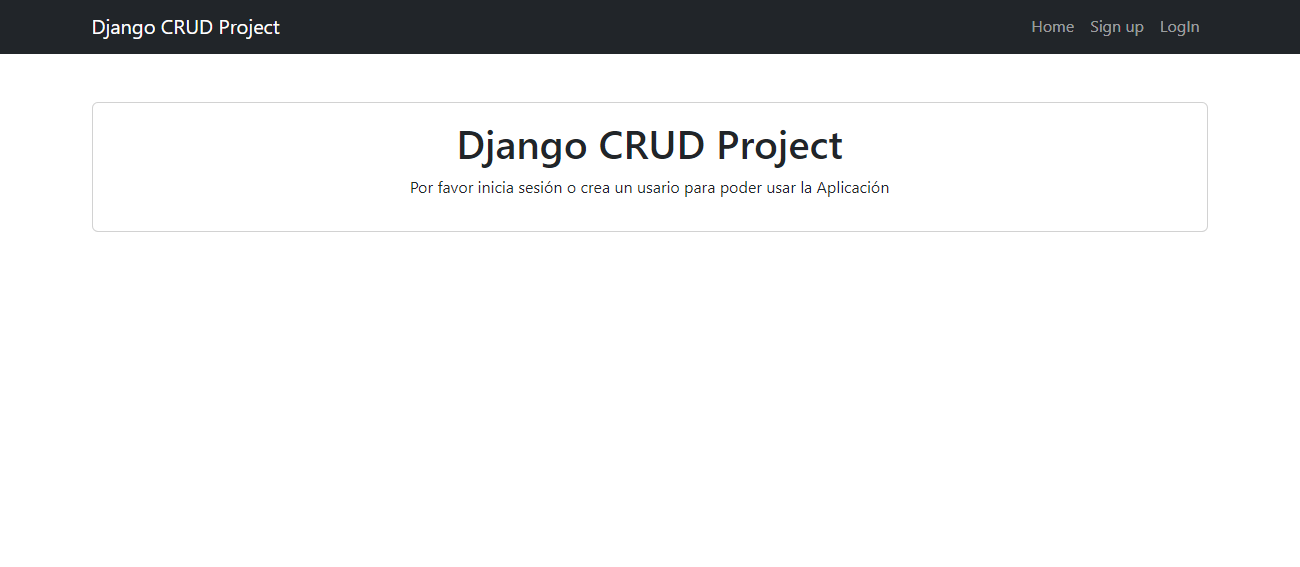 Django CRUD Project
Home Sign up LogIn
Django CRUD Project
Por favor inicia sesión o crea un usario para poder usar la Aplicación